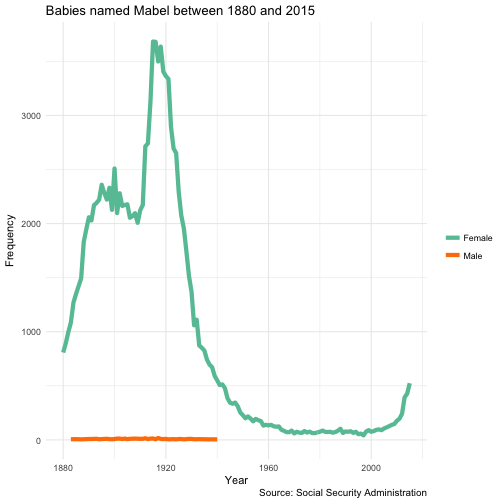 Babies named Mabel between 1880 and 2015
Frequency
3000
2000
1000
0
1880
1920
1960
2000
Year
Female
Male
Source: Social Security Administration